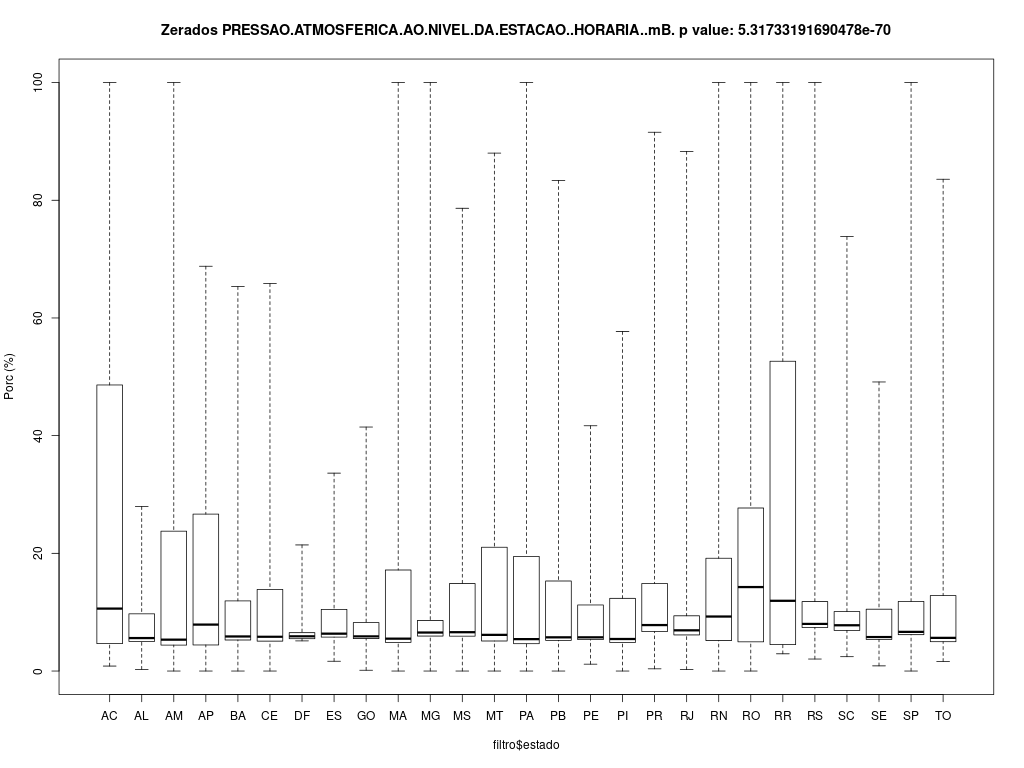 Zerados PRESSAO.ATMOSFERICA.AO.NIVEL.DA.ESTACAO..HORARIA..mB. p value: 5.31733191690478e-70
100
80
60
40
20
0
Porc (%)
AC AL AM AP BA CE DF ES GO MA MG MS MT PA PB PE PI PR RJ RN RO RR RS SC SE SP TO
filtro$estado